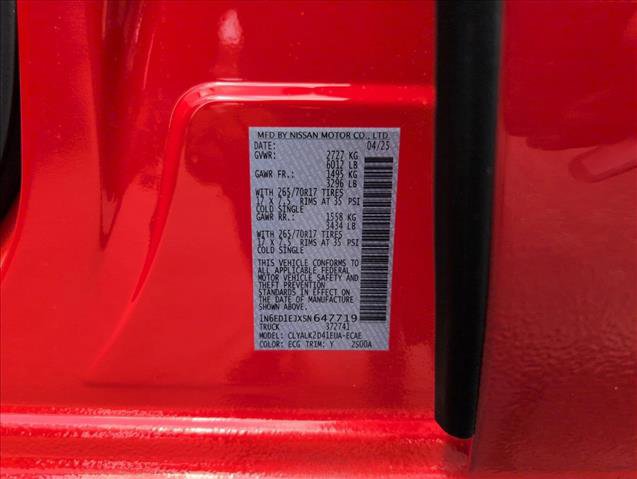 MFD BY NISSAN MOTOR CO., LTD.
DATE: 04/25
GVWR: 2727 KG
6012 LB
GAWR FR.: 1495 KG
3296 LB
WITH 265/70R17 TIRES
17 X 7.5 RIMS AT 35 PSI
COLD SINGLE
GAWR RR.: 1558 KG
3434 LB
WITH 265/70R17 TIRES
17 X 7.5 RIMS AT 35 PSI
COLD SINGLE
THIS VEHICLE CONFORMS TO
ALL APPLICABLE FEDERAL
MOTOR VEHICLE SAFETY AND
THEFT PREVENTION
STANDARDS IN EFFECT ON
THE DATE OF MANUFACTURE
SHOWN ABOVE.
1N6ED1EJXSN647719
TRUCK 372741
MODEL: CLYALK2D41EUA-ECAE
COLOR: ECG TRIM: Y 2S00A